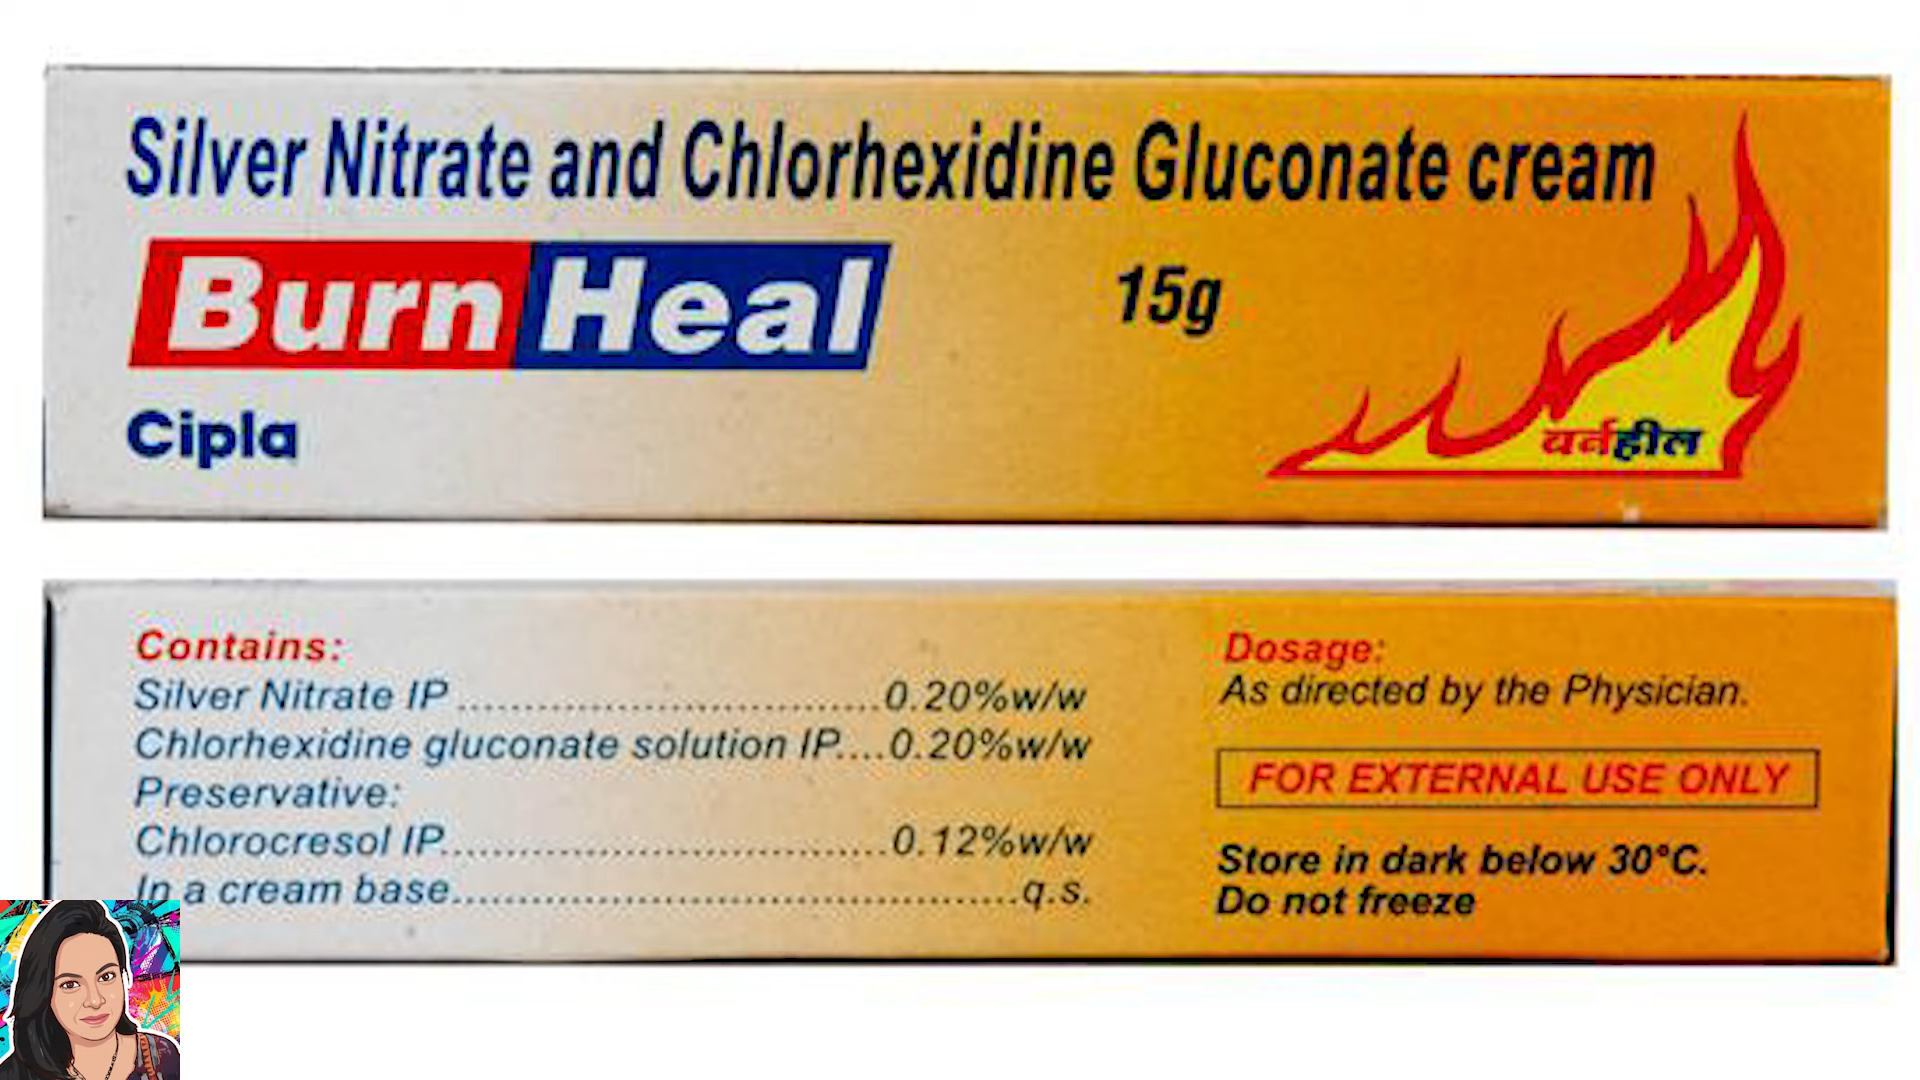 Silver Nitrate and Chlorhexidine Gluconate cream
Burn Heal
15g
Cipla
बर्नहील
Contains:
Silver Nitrate IP................................0.20%w/w
Chlorhexidine gluconate solution IP....0.20%w/w
Preservative:
Chlorocresol IP..................................0.12%w/w
In a cream base...........................................q.s.
Dosage:
As directed by the Physician.
FOR EXTERNAL USE ONLY
Store in dark below 30°C.
Do not freeze